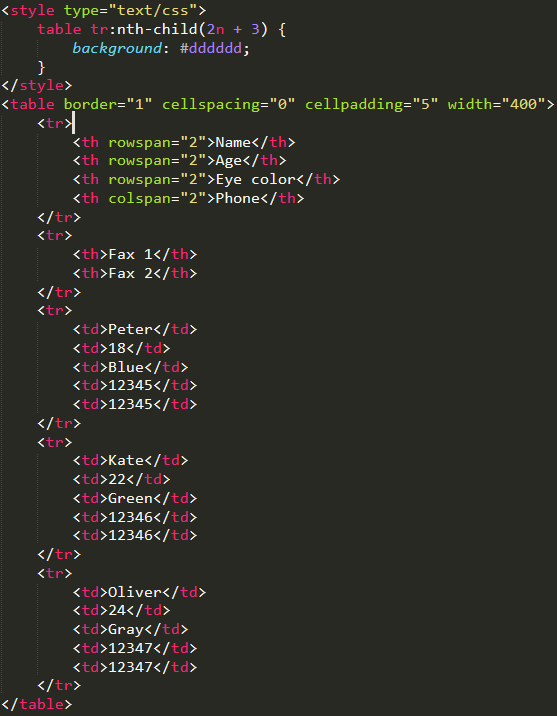 <style type="text/css">
    table tr:nth-child(2n + 3) {
        background: #dddddd;
    }
</style>
<table border="1" cellspacing="0" cellpadding="5" width="400">
    <tr>
        <th rowspan="2">Name</th>
        <th rowspan="2">Age</th>
        <th rowspan="2">Eye color</th>
        <th colspan="2">Phone</th>
    </tr>
    <tr>
        <th>Fax 1</th>
        <th>Fax 2</th>
    </tr>
    <tr>
        <td>Peter</td>
        <td>18</td>
        <td>Blue</td>
        <td>12345</td>
        <td>12345</td>
    </tr>
    <tr>
        <td>Kate</td>
        <td>22</td>
        <td>Green</td>
        <td>12346</td>
        <td>12346</td>
    </tr>
    <tr>
        <td>Oliver</td>
        <td>24</td>
        <td>Gray</td>
        <td>12347</td>
        <td>12347</td>
    </tr>
</table>